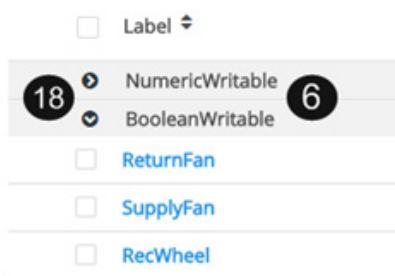 Label
18 NumericWritable 6
BooleanWritable
ReturnFan
SupplyFan
RecWheel